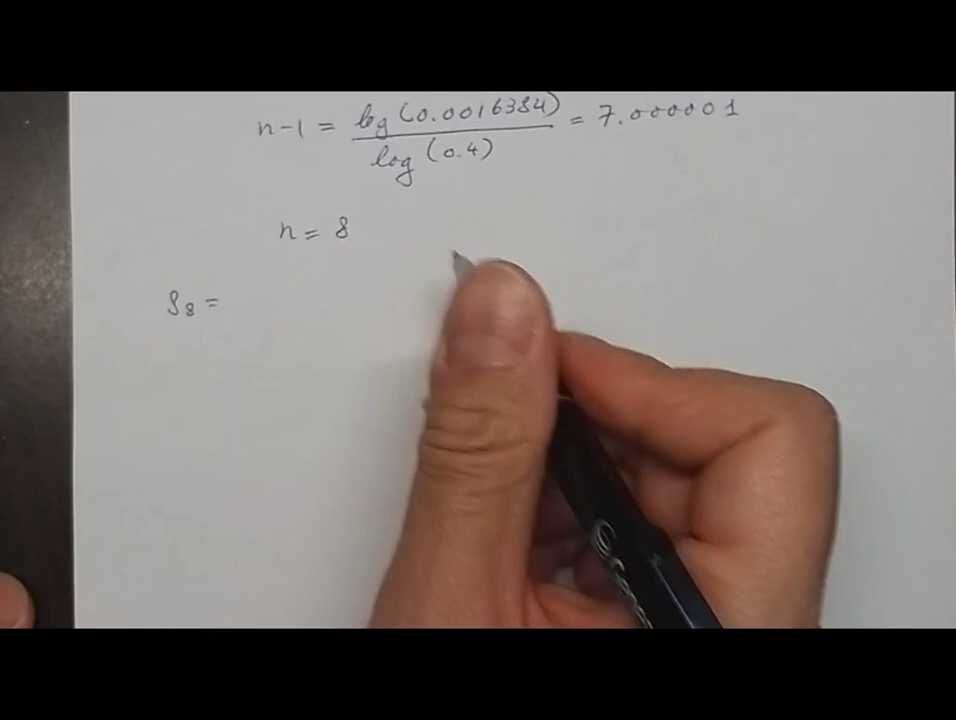 n-1 = log(0.0016384) / log(0.4) = 7.000001
n = 8
S8 =